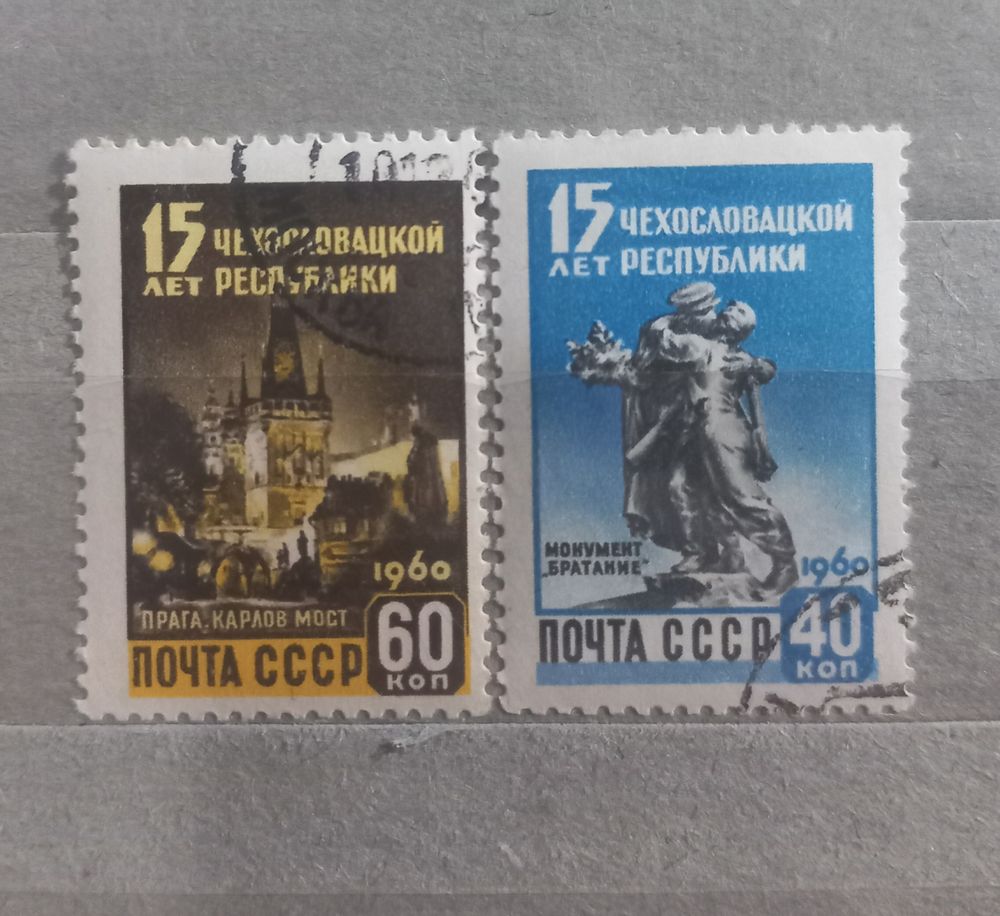 15 ЧЕХОСЛОВАЦКОЙ
ЛЕТ РЕСПУБЛИКИ
1960
ПРАГА. КАРЛОВ МОСТ
60
ПОЧТА СССР КОП
15 ЧЕХОСЛОВАЦКОЙ
ЛЕТ РЕСПУБЛИКИ
МОНУМЕНТ
„БРАТАНИЕ"
1960
40
ПОЧТА СССР КОП